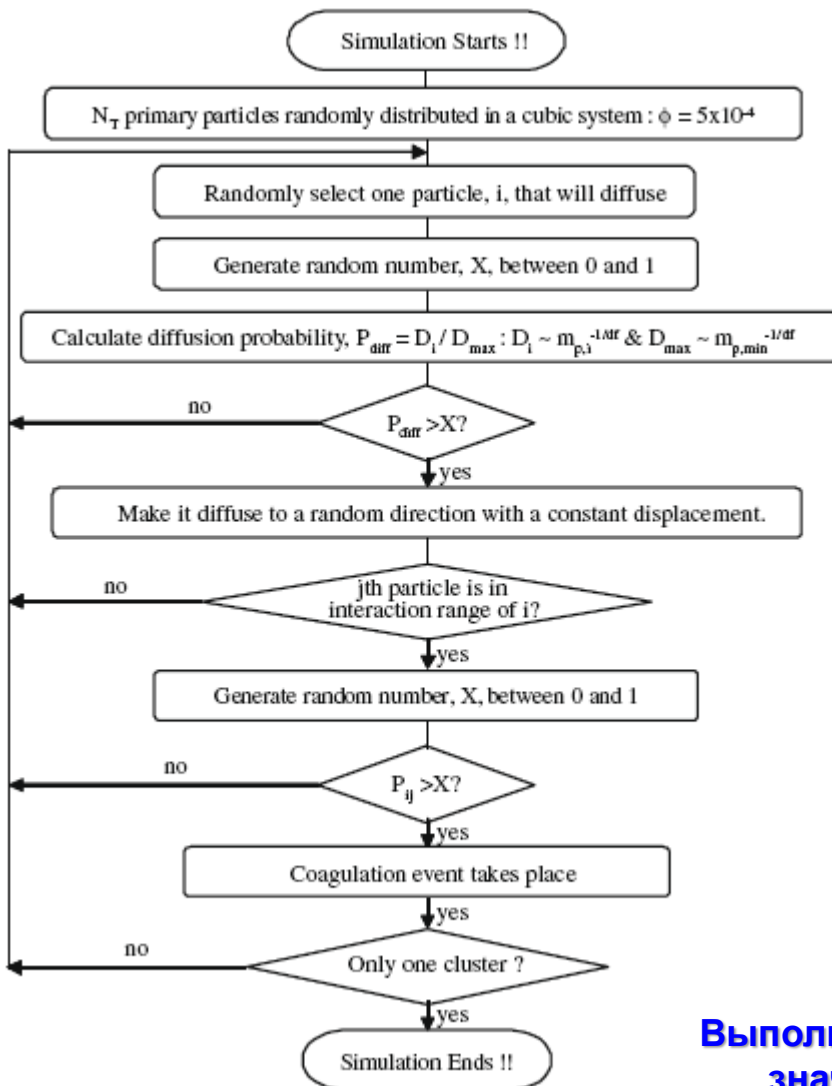 Simulation Starts !!
N_T primary particles randomly distributed in a cubic system : ϕ = 5x10⁻⁴
Randomly select one particle, i, that will diffuse
Generate random number, X, between 0 and 1
Calculate diffusion probability, P_diff = D_i / D_max : D_i ~ m_p,i^-1/df & D_max ~ m_p,min^-1/df
no
P_diff >X?
yes
Make it diffuse to a random direction with a constant displacement.
no
jth particle is in
interaction range of i?
yes
Generate random number, X, between 0 and 1
no
P_ij >X?
yes
Coagulation event takes place
yes
no
Only one cluster ?
yes
Simulation Ends !!